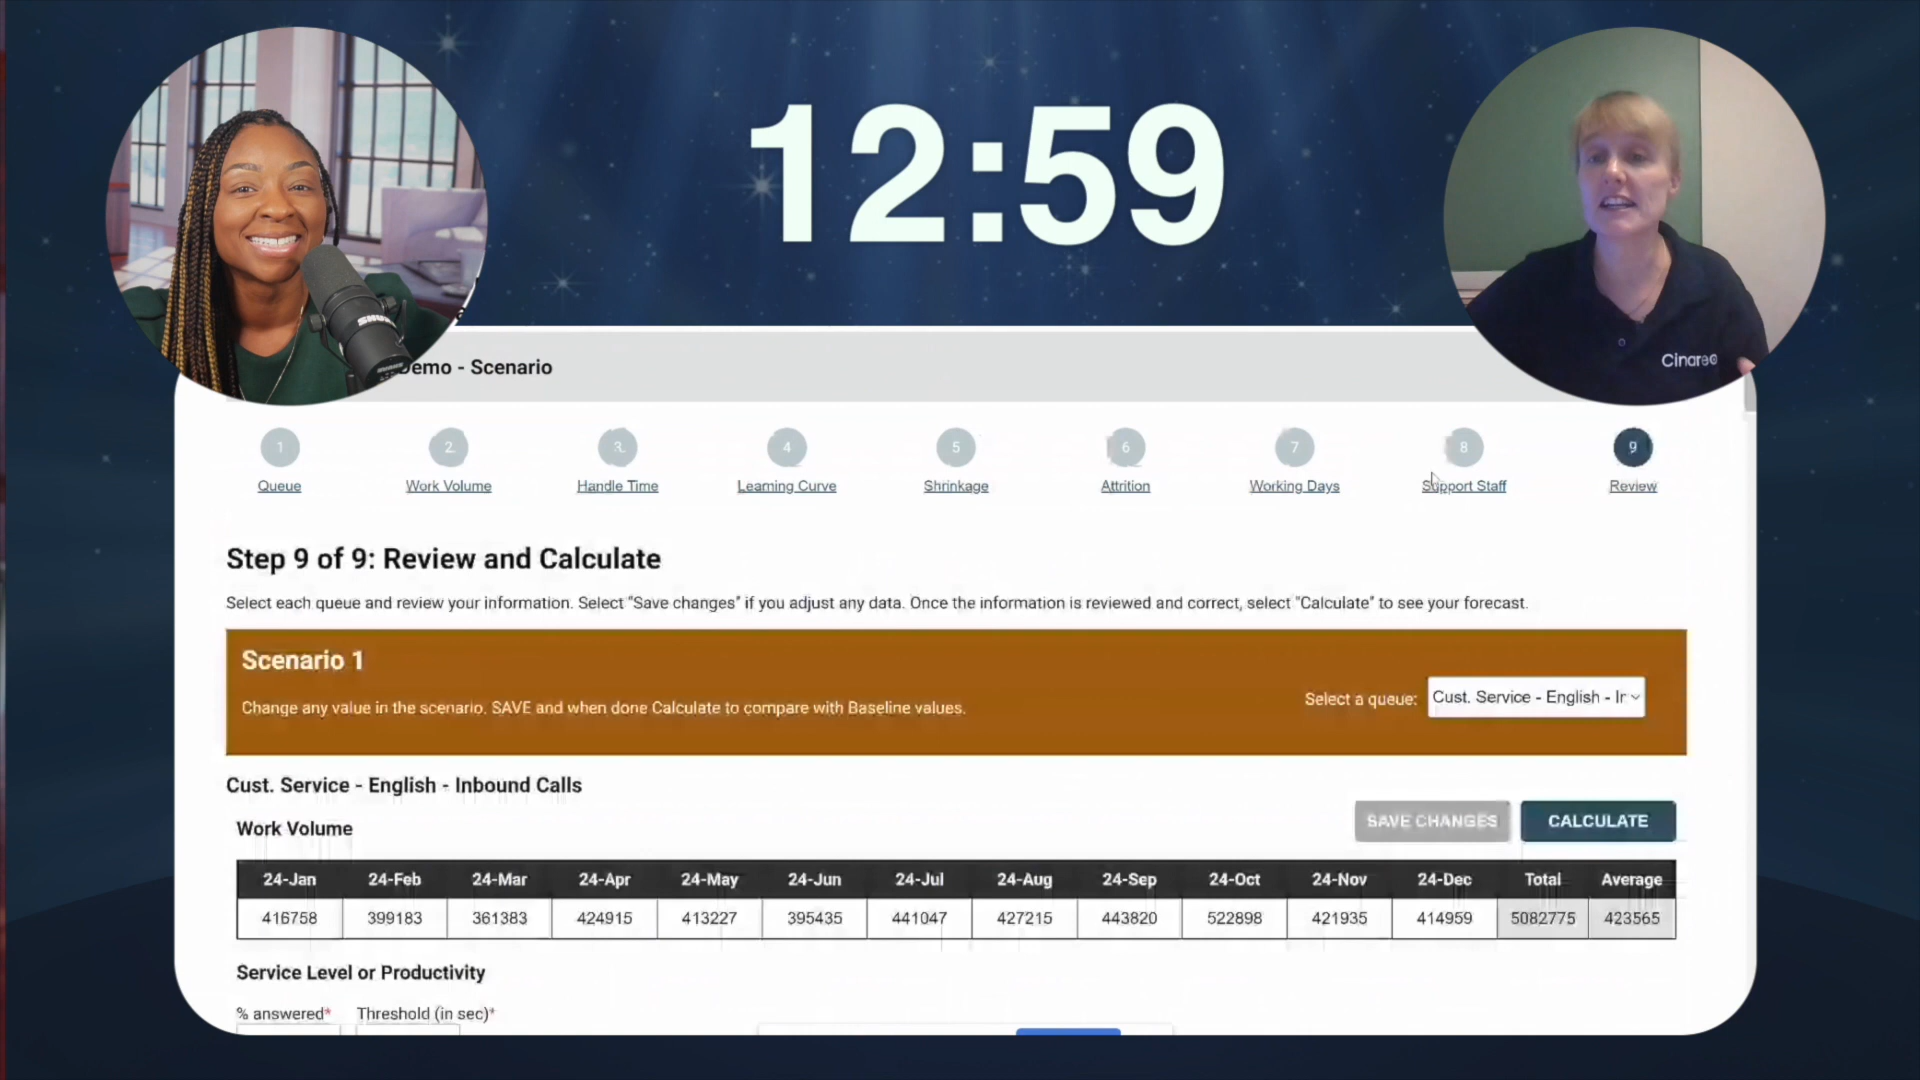 12:59
SHURE
Cinareo
Demo - Scenario
1 2 3 4 5 6 7 8 9
Queue Work Volume Handle Time Learning Curve Shrinkage Attrition Working Days Support Staff Review
Step 9 of 9: Review and Calculate
Select each queue and review your information. Select "Save changes" if you adjust any data. Once the information is reviewed and correct, select "Calculate" to see your forecast.
Scenario 1
Change any value in the scenario. SAVE and when done Calculate to compare with Baseline values.
Select a queue: Cust. Service - English - Ir
Cust. Service - English - Inbound Calls
Work Volume
SAVE CHANGES CALCULATE
24-Jan 24-Feb 24-Mar 24-Apr 24-May 24-Jun 24-Jul 24-Aug 24-Sep 24-Oct 24-Nov 24-Dec Total Average
416758 399183 361383 424915 413227 395435 441047 427215 443820 522898 421935 414959 5082775 423565
Service Level or Productivity
% answered* Threshold (in sec)*